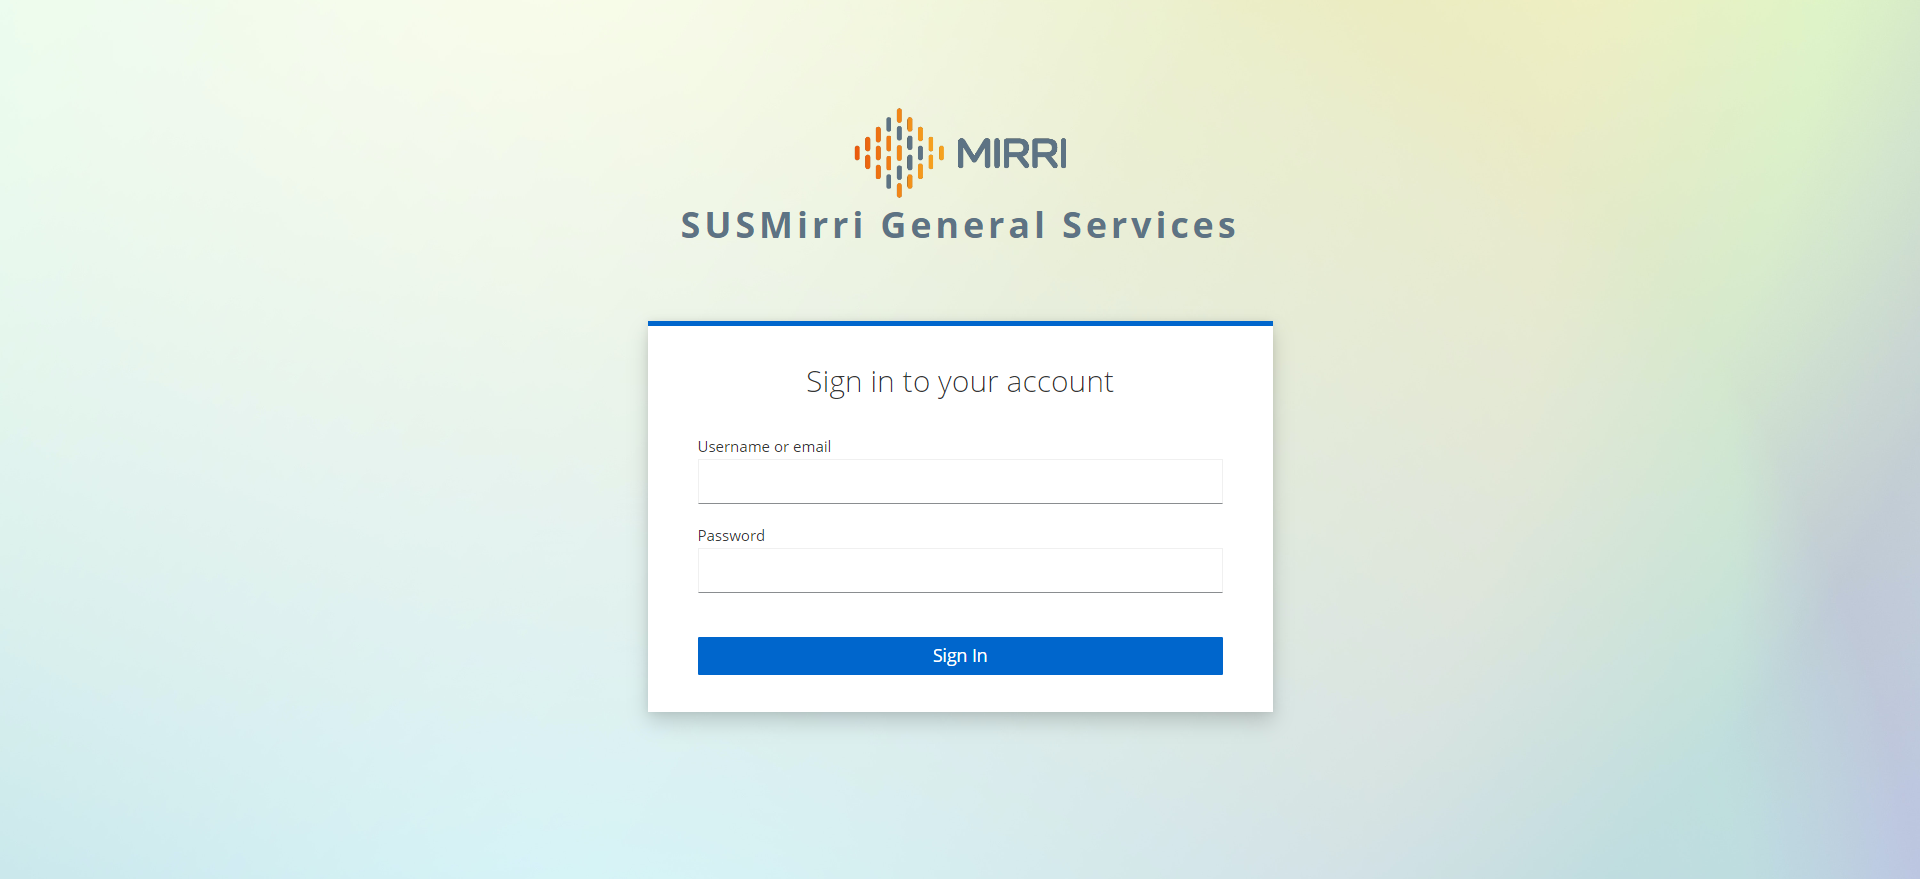 MIRRI
SUSMirri General Services
Sign in to your account
Username or email
Password
Sign In